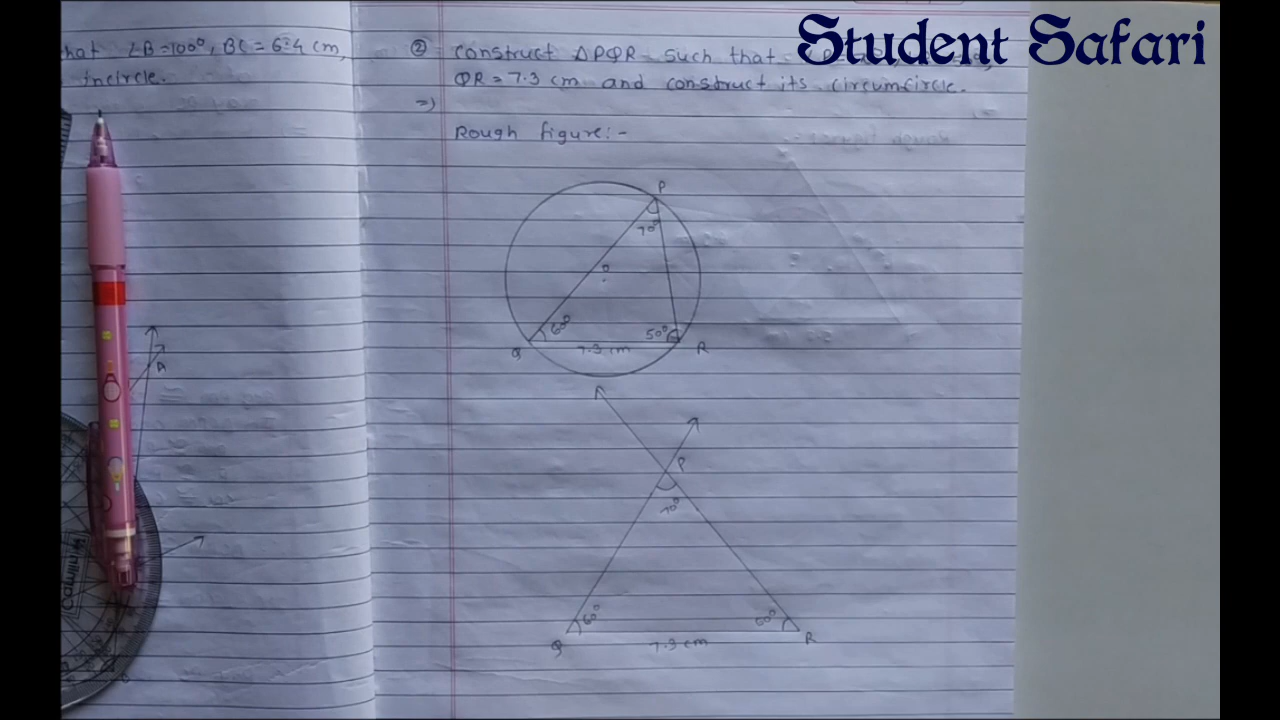 Student Safari
hat ∠B=100°, BC = 6.4 cm,
incircle.
② construct △PQR such that
QR = 7.3 cm and construct its circumcircle.
=)
Rough figure:-
P
70°
O
60°
50°
Q
7.3 cm
R
A
P
70°
60°
60°
Q
7.3 cm
R